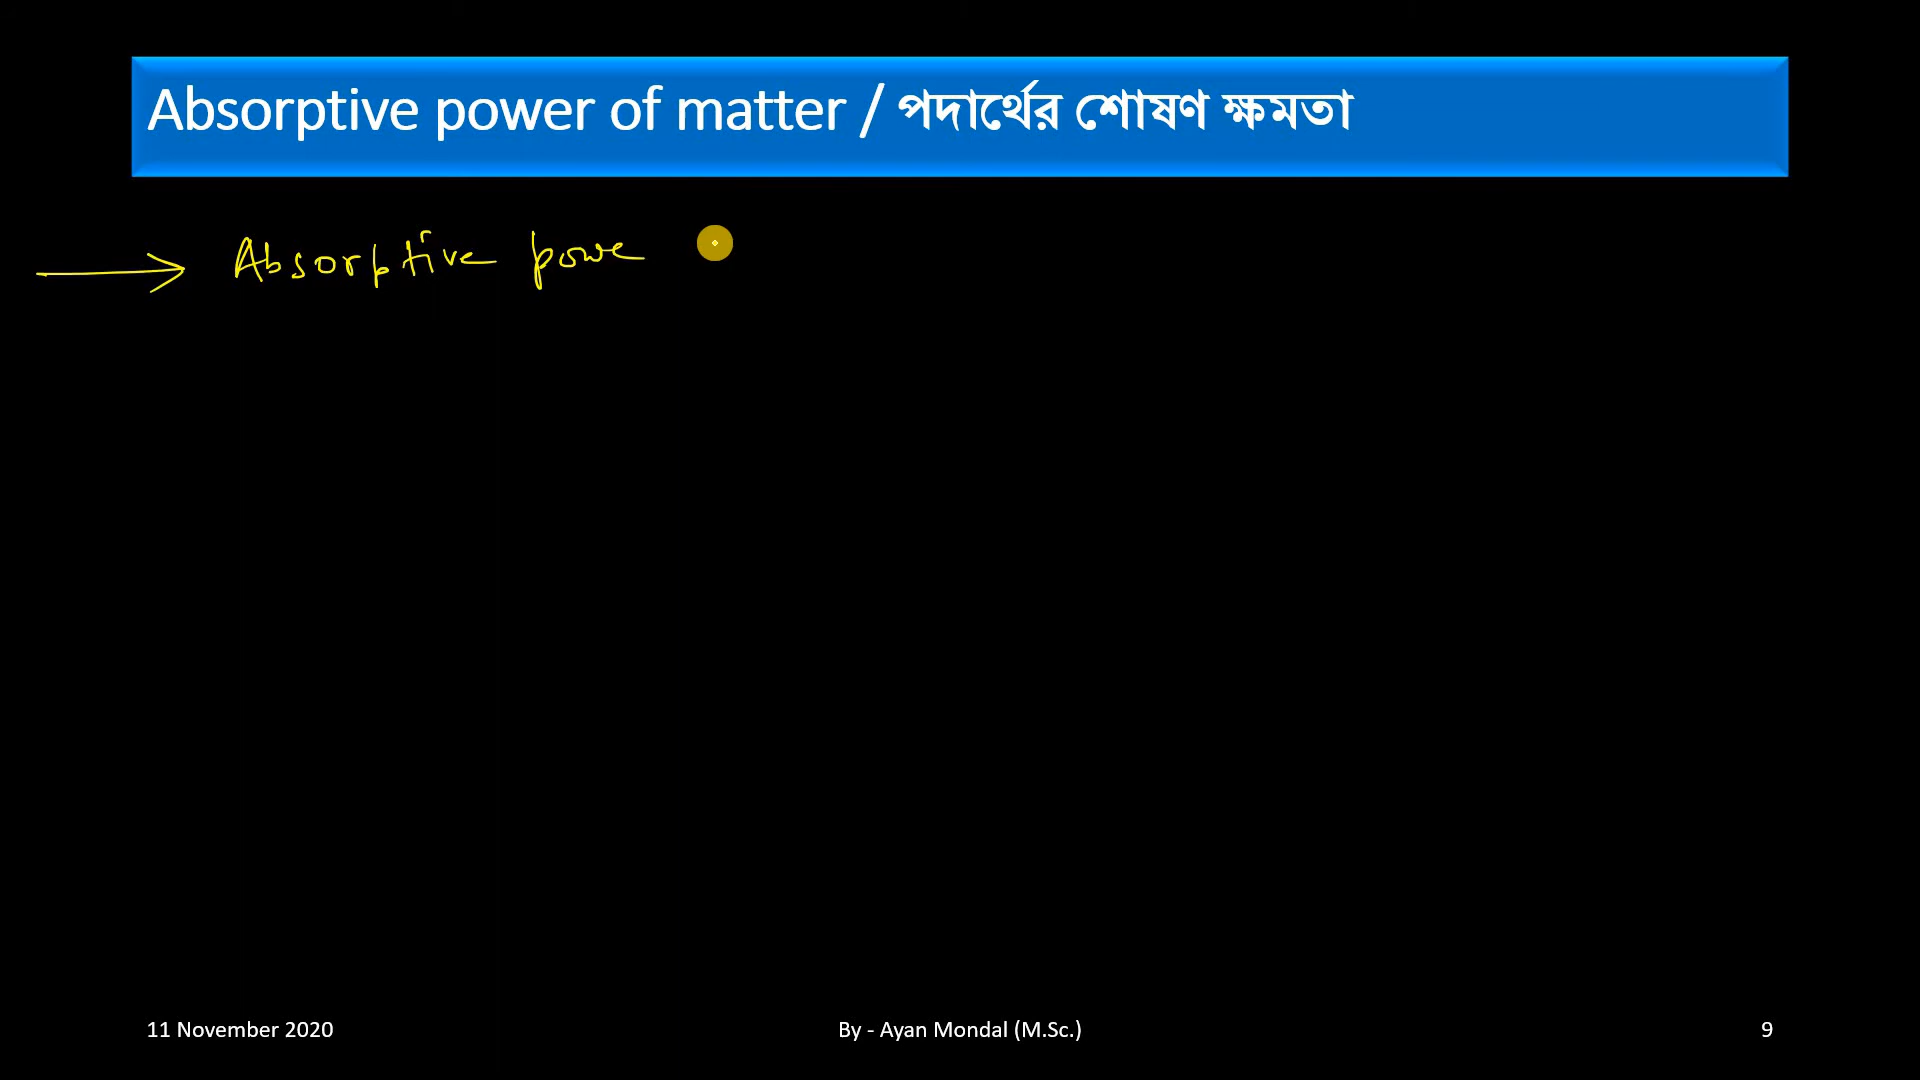 Absorptive power of matter / পদার্থের শোষণ ক্ষমতা
Absorptive powe
11 November 2020
By - Ayan Mondal (M.Sc.)
9